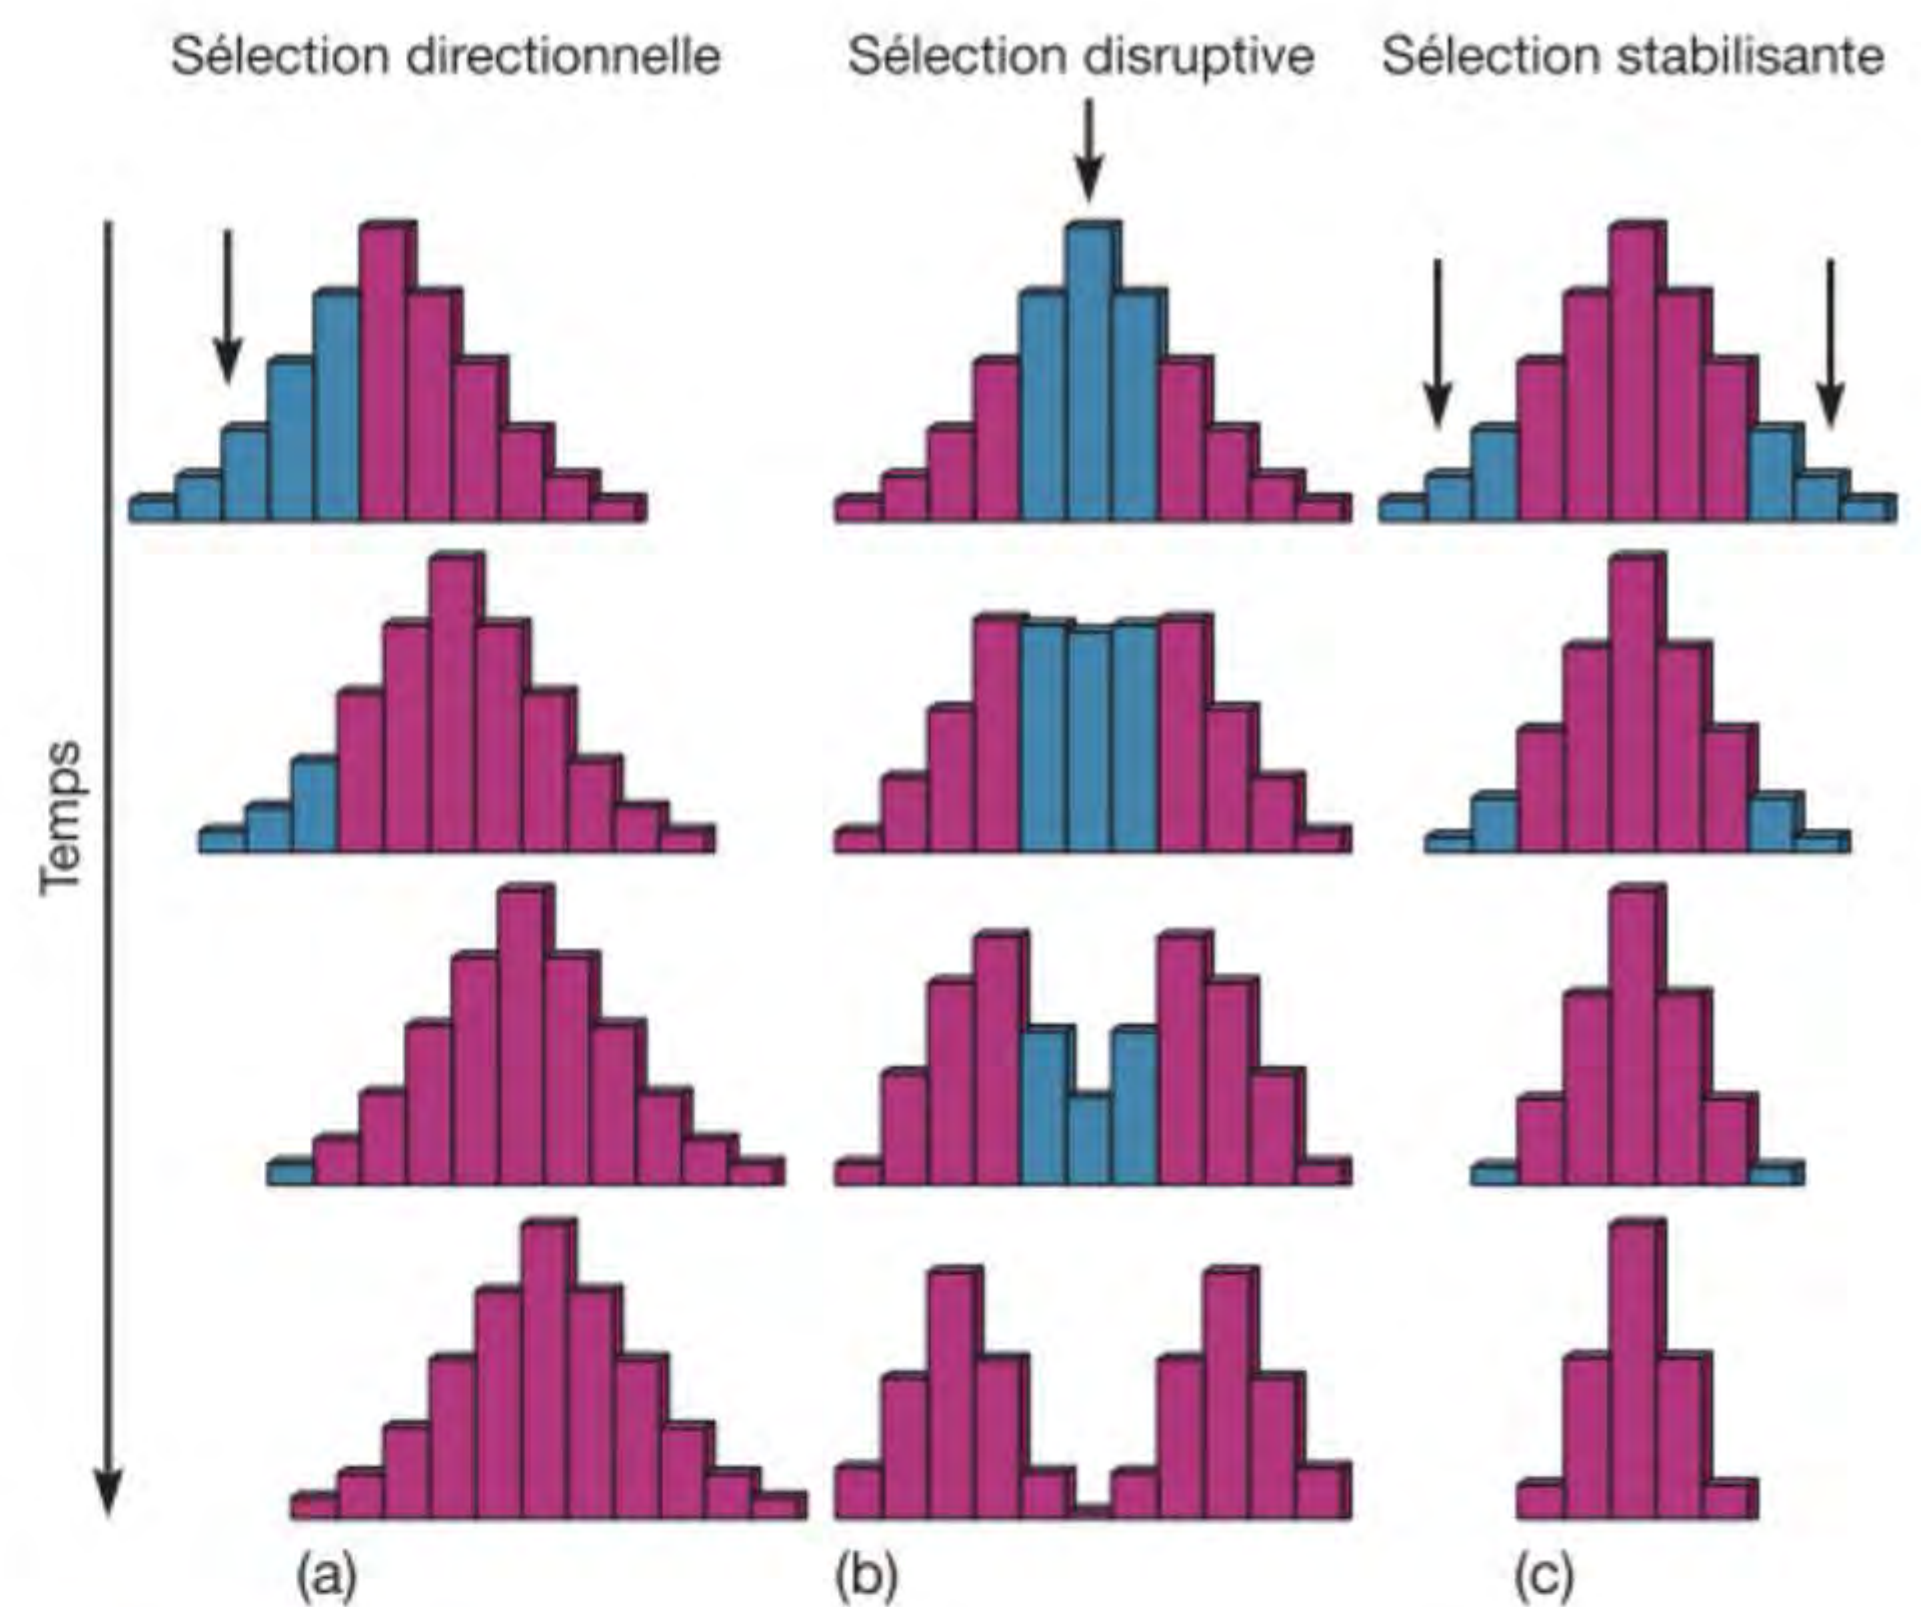 Sélection directionnelle
Sélection disruptive
Sélection stabilisante
Temps
(a)
(b)
(c)